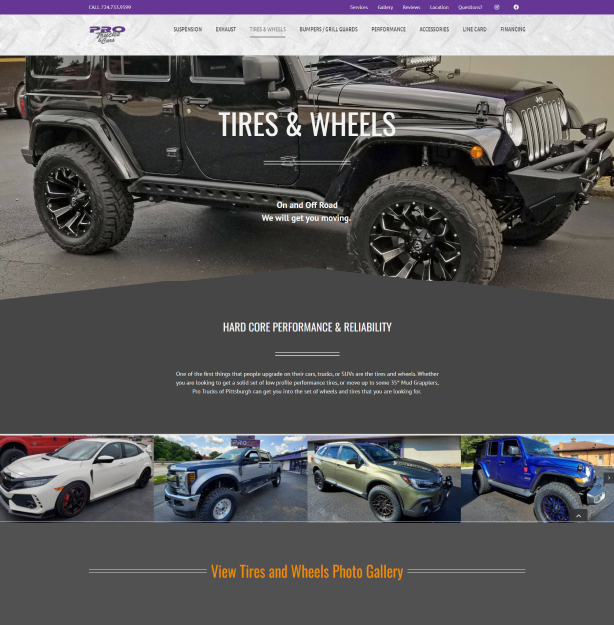 CALL 724.733.9399
Services Gallery Reviews Location Questions?
PRO
Trucks
& Cars
SUSPENSION EXHAUST TIRES & WHEELS BUMPERS / GRILL GUARDS PERFORMANCE ACCESSORIES LINE CARD FINANCING
TIRES & WHEELS
On and Off Road
We will get you moving.
HARD CORE PERFORMANCE & RELIABILITY
One of the first things that people upgrade on their cars, trucks, or SUVs are the tires and wheels. Whether
you are looking to get a solid set of low profile performance tires, or move up to some 35" Mud Grapplers,
Pro Trucks of Pittsburgh can get you into the set of wheels and tires that you are looking for.
View Tires and Wheels Photo Gallery